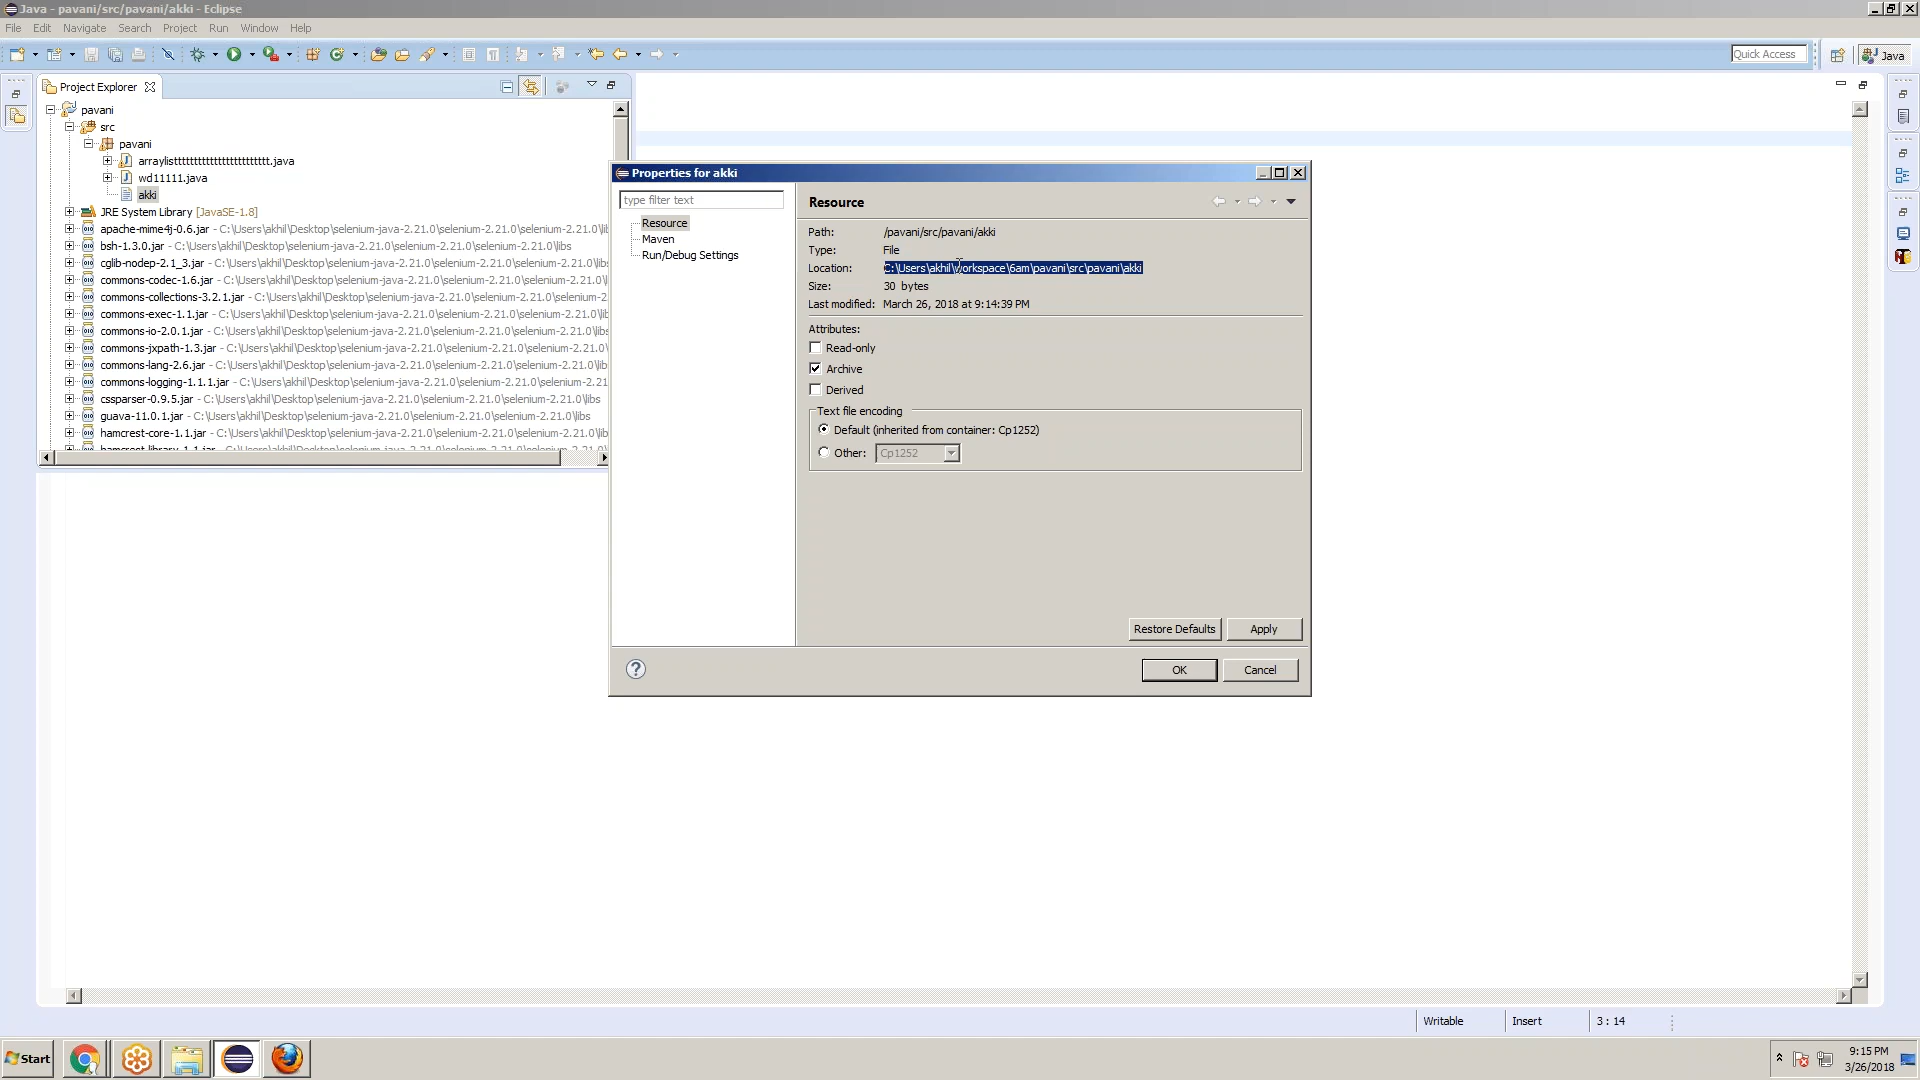 Java - pavani/src/pavani/akki - Eclipse
File Edit Navigate Search Project Run Window Help
Quick Access
Java
Project Explorer
pavani
src
pavani
arraylisttttttttttttttttttttttttt.java
wd11111.java
akki
JRE System Library [JavaSE-1.8]
apache-mime4j-0.6.jar - C:\Users\akhil\Desktop\selenium-java-2.21.0\selenium-2.21.0\selenium-2.21.0\lib
bsh-1.3.0.jar - C:\Users\akhil\Desktop\selenium-java-2.21.0\selenium-2.21.0\selenium-2.21.0\libs
cglib-nodep-2.1_3.jar - C:\Users\akhil\Desktop\selenium-java-2.21.0\selenium-2.21.0\selenium-2.21.0\libs
commons-codec-1.6.jar - C:\Users\akhil\Desktop\selenium-java-2.21.0\selenium-2.21.0\selenium-2.21.0\libs
commons-collections-3.2.1.jar - C:\Users\akhil\Desktop\selenium-java-2.21.0\selenium-2.21.0\selenium-2
commons-exec-1.1.jar - C:\Users\akhil\Desktop\selenium-java-2.21.0\selenium-2.21.0\selenium-2.21.0\libs
commons-io-2.0.1.jar - C:\Users\akhil\Desktop\selenium-java-2.21.0\selenium-2.21.0\selenium-2.21.0\libs
commons-jxpath-1.3.jar - C:\Users\akhil\Desktop\selenium-java-2.21.0\selenium-2.21.0\selenium-2.21.0\l
commons-lang-2.6.jar - C:\Users\akhil\Desktop\selenium-java-2.21.0\selenium-2.21.0\selenium-2.21.0\libs
commons-logging-1.1.1.jar - C:\Users\akhil\Desktop\selenium-java-2.21.0\selenium-2.21.0\selenium-2.21.0
cssparser-0.9.5.jar - C:\Users\akhil\Desktop\selenium-java-2.21.0\selenium-2.21.0\selenium-2.21.0\libs
guava-11.0.1.jar - C:\Users\akhil\Desktop\selenium-java-2.21.0\selenium-2.21.0\selenium-2.21.0\libs
hamcrest-core-1.1.jar - C:\Users\akhil\Desktop\selenium-java-2.21.0\selenium-2.21.0\selenium-2.21.0\libs
Properties for akki
type filter text
Resource
Maven
Run/Debug Settings
Resource
Path: /pavani/src/pavani/akki
Type: File
Location: C:\Users\akhil\workspace\6am\pavani\src\pavani\akki
Size: 30 bytes
Last modified: March 26, 2018 at 9:14:39 PM
Attributes:
Read-only
Archive
Derived
Text file encoding
Default (inherited from container: Cp1252)
Other: Cp1252
Restore Defaults Apply
OK Cancel
Writable Insert 3 : 14
Start
9:15 PM
3/26/2018